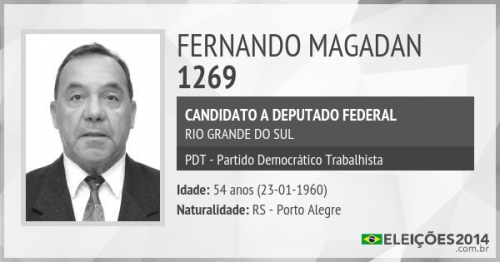 FERNANDO MAGADAN
1269
CANDIDATO A DEPUTADO FEDERAL
RIO GRANDE DO SUL
PDT - Partido Democrático Trabalhista
Idade: 54 anos (23-01-1960)
Naturalidade: RS - Porto Alegre
ELEIÇÕES2014
.com.br